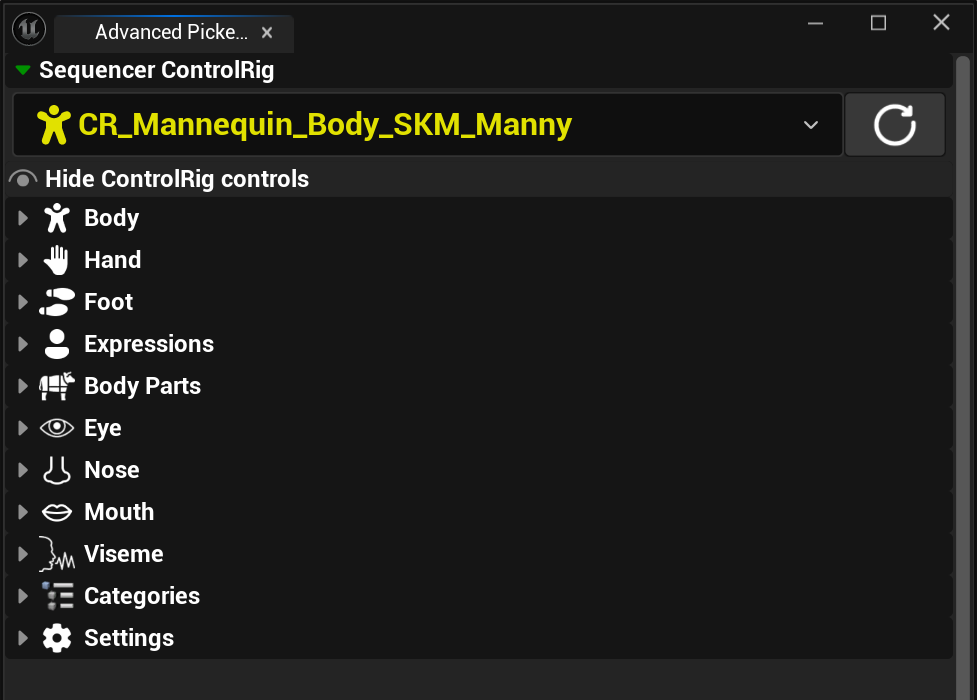 Advanced Picke...
Sequencer ControlRig
CR_Mannequin_Body_SKM_Manny
Hide ControlRig controls
Body
Hand
Foot
Expressions
Body Parts
Eye
Nose
Mouth
Viseme
Categories
Settings